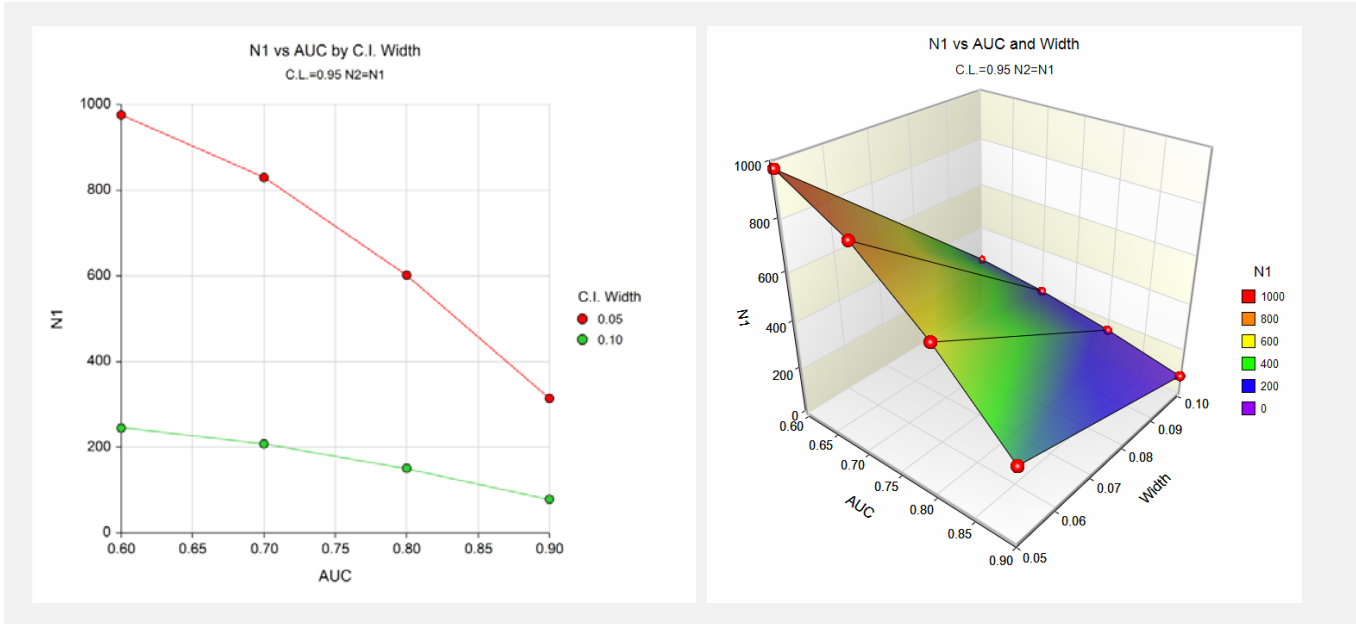 N1 vs AUC by C.I. Width
C.L.=0.95 N2=N1
1000
800
600
400
200
0
N1
0.60 0.65 0.70 0.75 0.80 0.85 0.90
AUC
C.I. Width
0.05
0.10
N1 vs AUC and Width
C.L.=0.95 N2=N1
1000
800
600
400
200
0
N1
0.60
0.65
0.70
0.75
0.80
0.85
0.90
AUC
0.05
0.06
0.07
0.08
0.09
0.10
Width
N1
1000
800
600
400
200
0